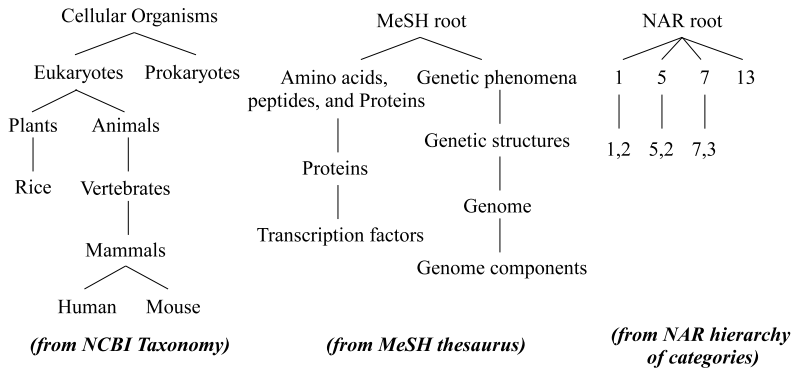 Cellular Organisms
Eukaryotes
Prokaryotes
Plants
Animals
Rice
Vertebrates
Mammals
Human
Mouse
(from NCBI Taxonomy)
MeSH root
Amino acids,
peptides, and Proteins
Genetic phenomena
Genetic structures
Proteins
Genome
Transcription factors
Genome components
(from MeSH thesaurus)
NAR root
1
5
7
13
1,2
5,2
7,3
(from NAR hierarchy
of categories)